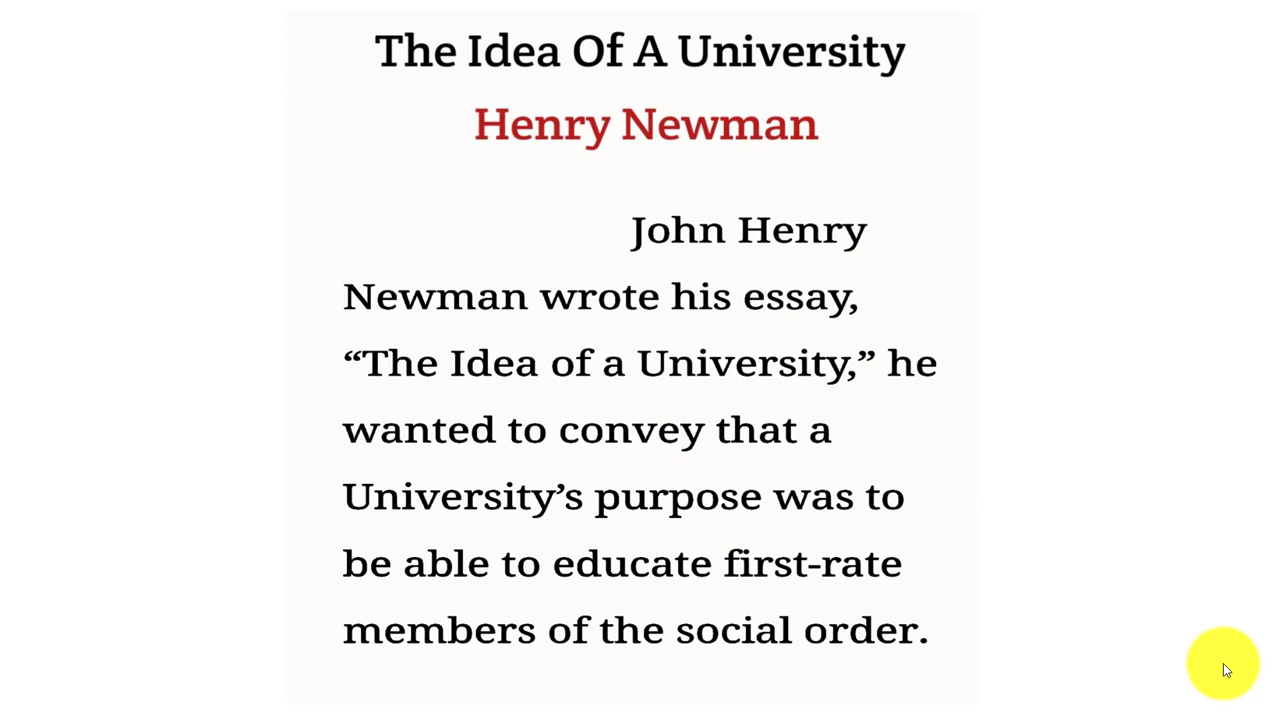 The Idea Of A University
Henry Newman
John Henry
Newman wrote his essay,
“The Idea of a University,” he
wanted to convey that a
University’s purpose was to
be able to educate first-rate
members of the social order.